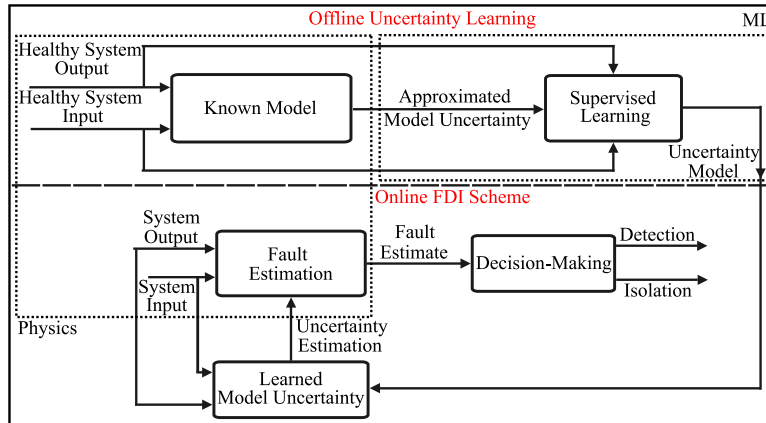 Offline Uncertainty Learning
ML
Healthy System
Output
Healthy System
Input
Known Model
Approximated
Model Uncertainty
Supervised
Learning
Uncertainty
Model
Online FDI Scheme
System
Output
System
Input
Fault
Estimation
Fault
Estimate
Decision-Making
Detection
Isolation
Physics
Uncertainty
Estimation
Learned
Model Uncertainty